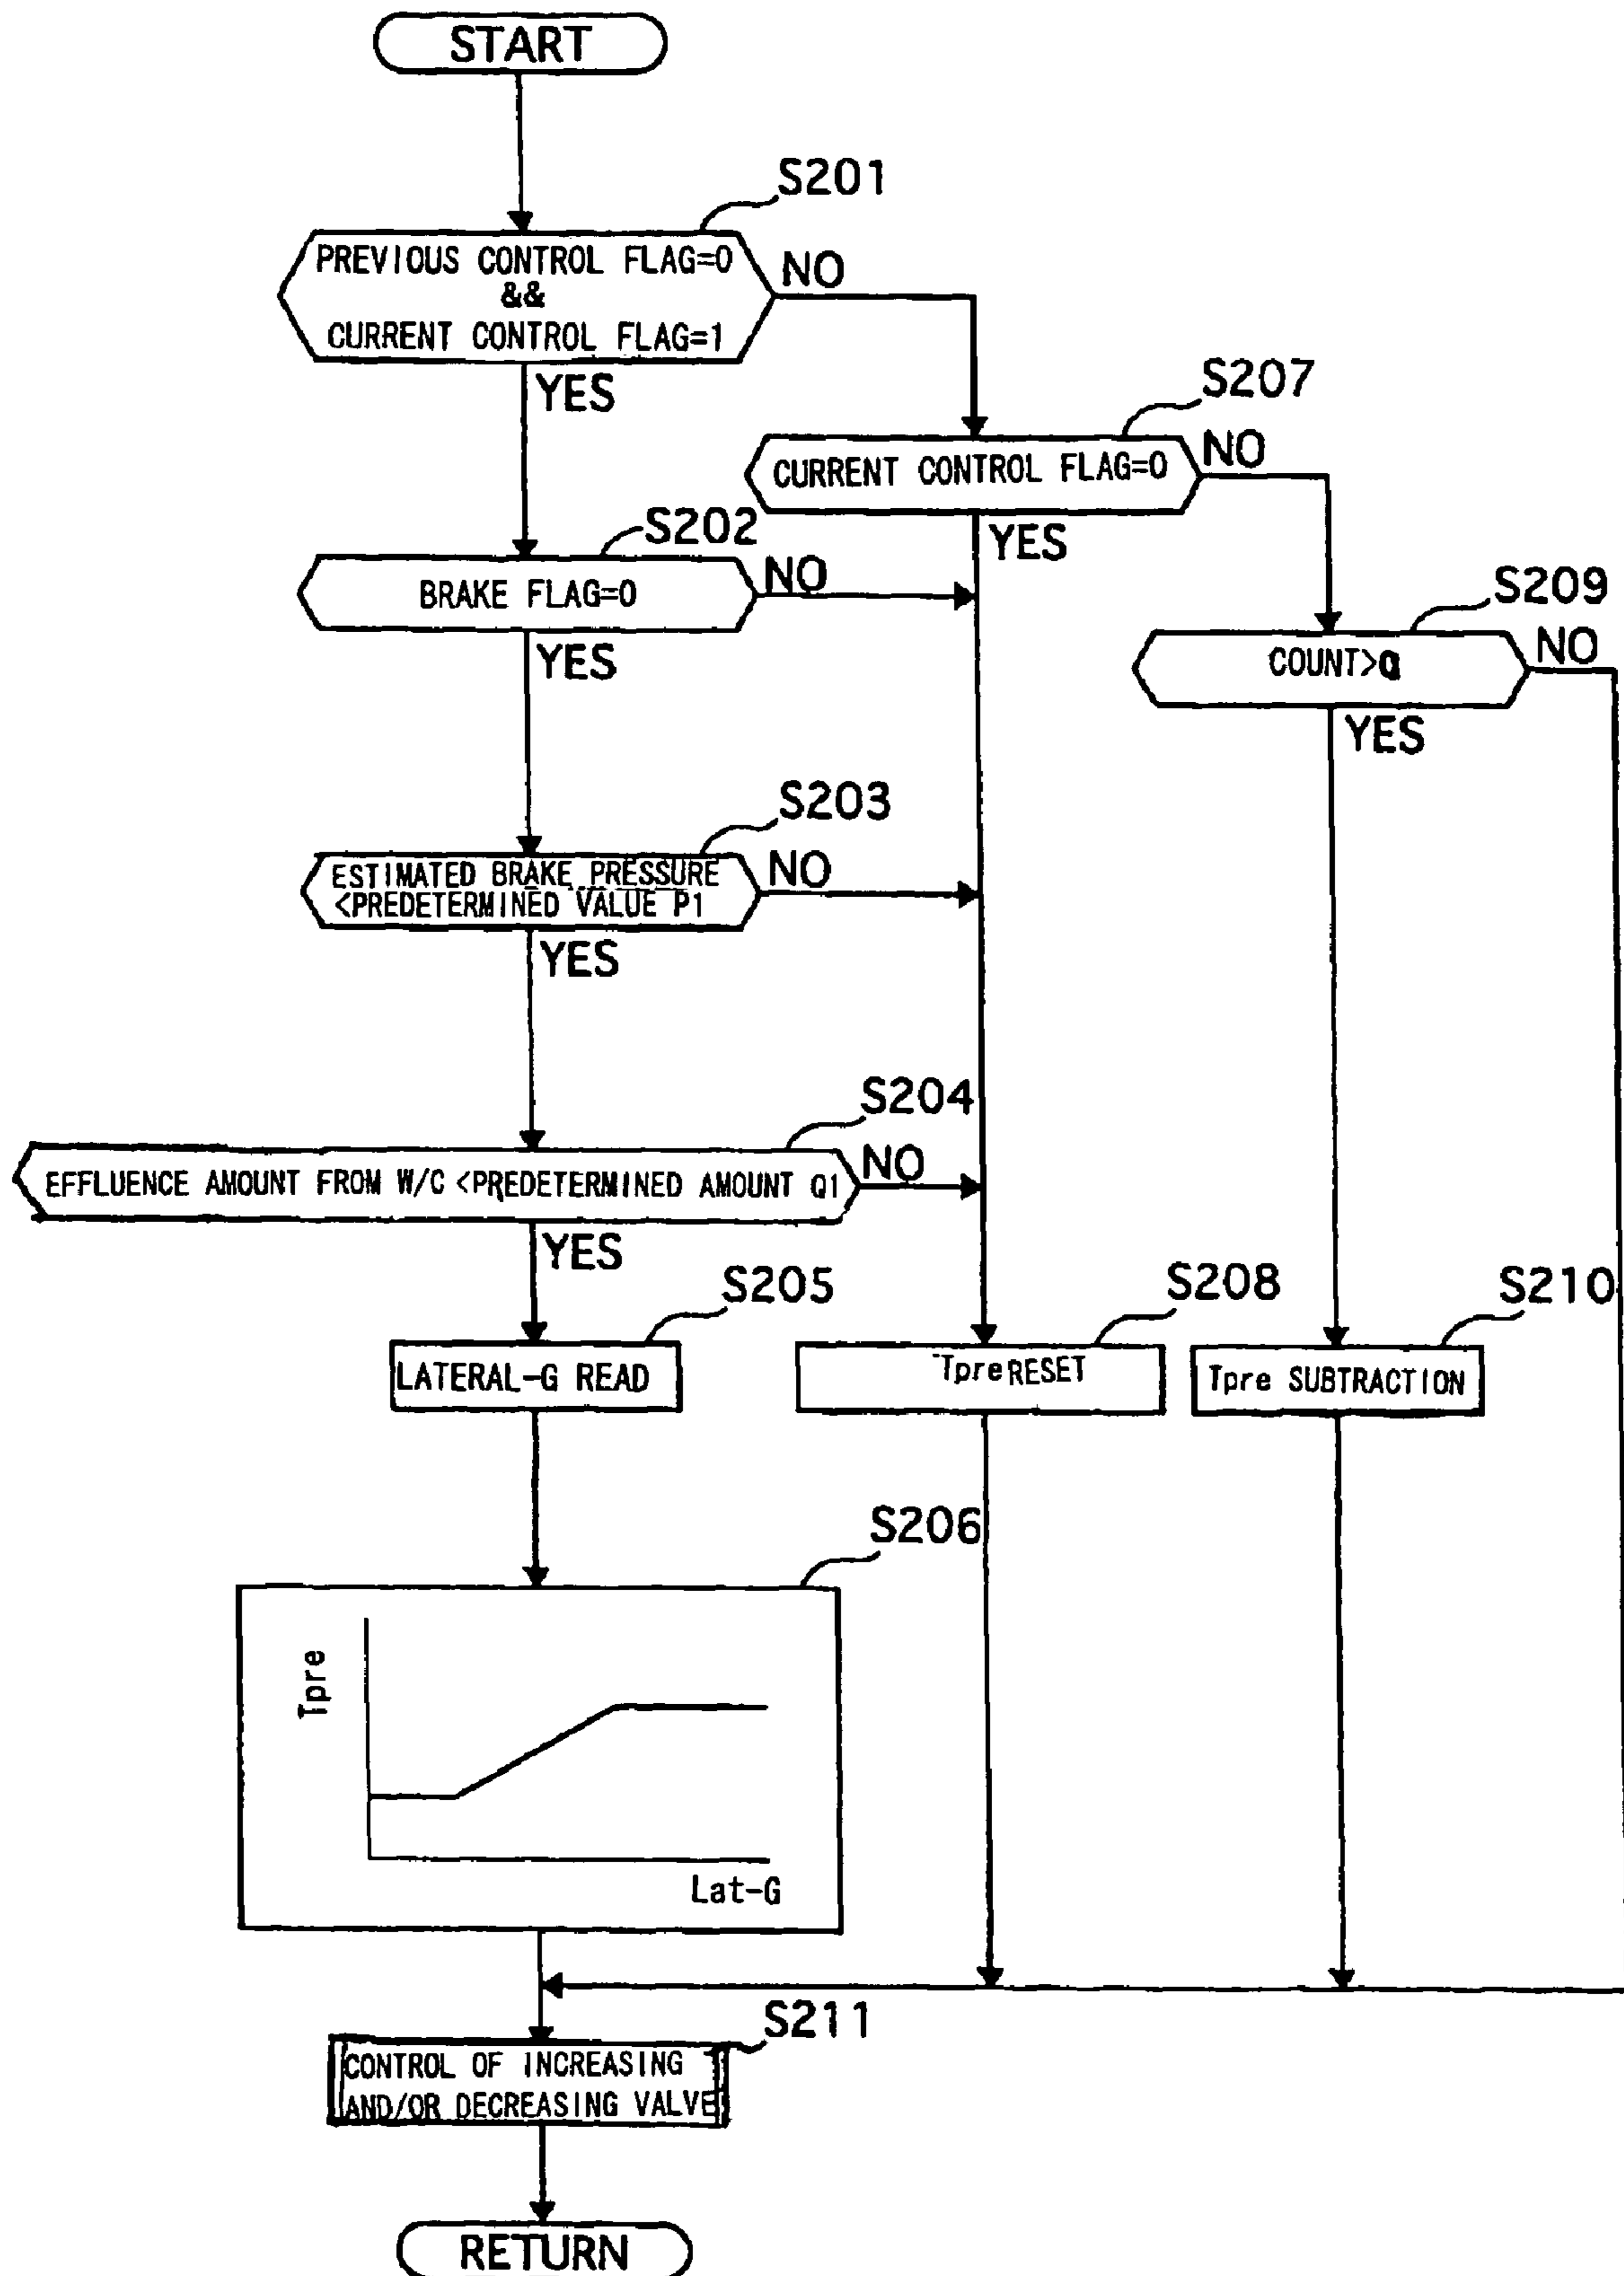 START
S201
PREVIOUS CONTROL FLAG=0
&&
CURRENT CONTROL FLAG=1
NO
YES
S207
CURRENT CONTROL FLAG=0
NO
YES
S202
BRAKE FLAG=0
NO
YES
S209
COUNT>α
NO
YES
S203
ESTIMATED BRAKE PRESSURE
<PREDETERMINED VALUE P1
NO
YES
S204
EFFLUENCE AMOUNT FROM W/C <PREDETERMINED AMOUNT Q1
NO
YES
S205
LATERAL-G READ
S208
Tpre RESET
S210
Tpre SUBTRACTION
S206
Tpre
Lat-G
S211
CONTROL OF INCREASING
AND/OR DECREASING VALVE
RETURN